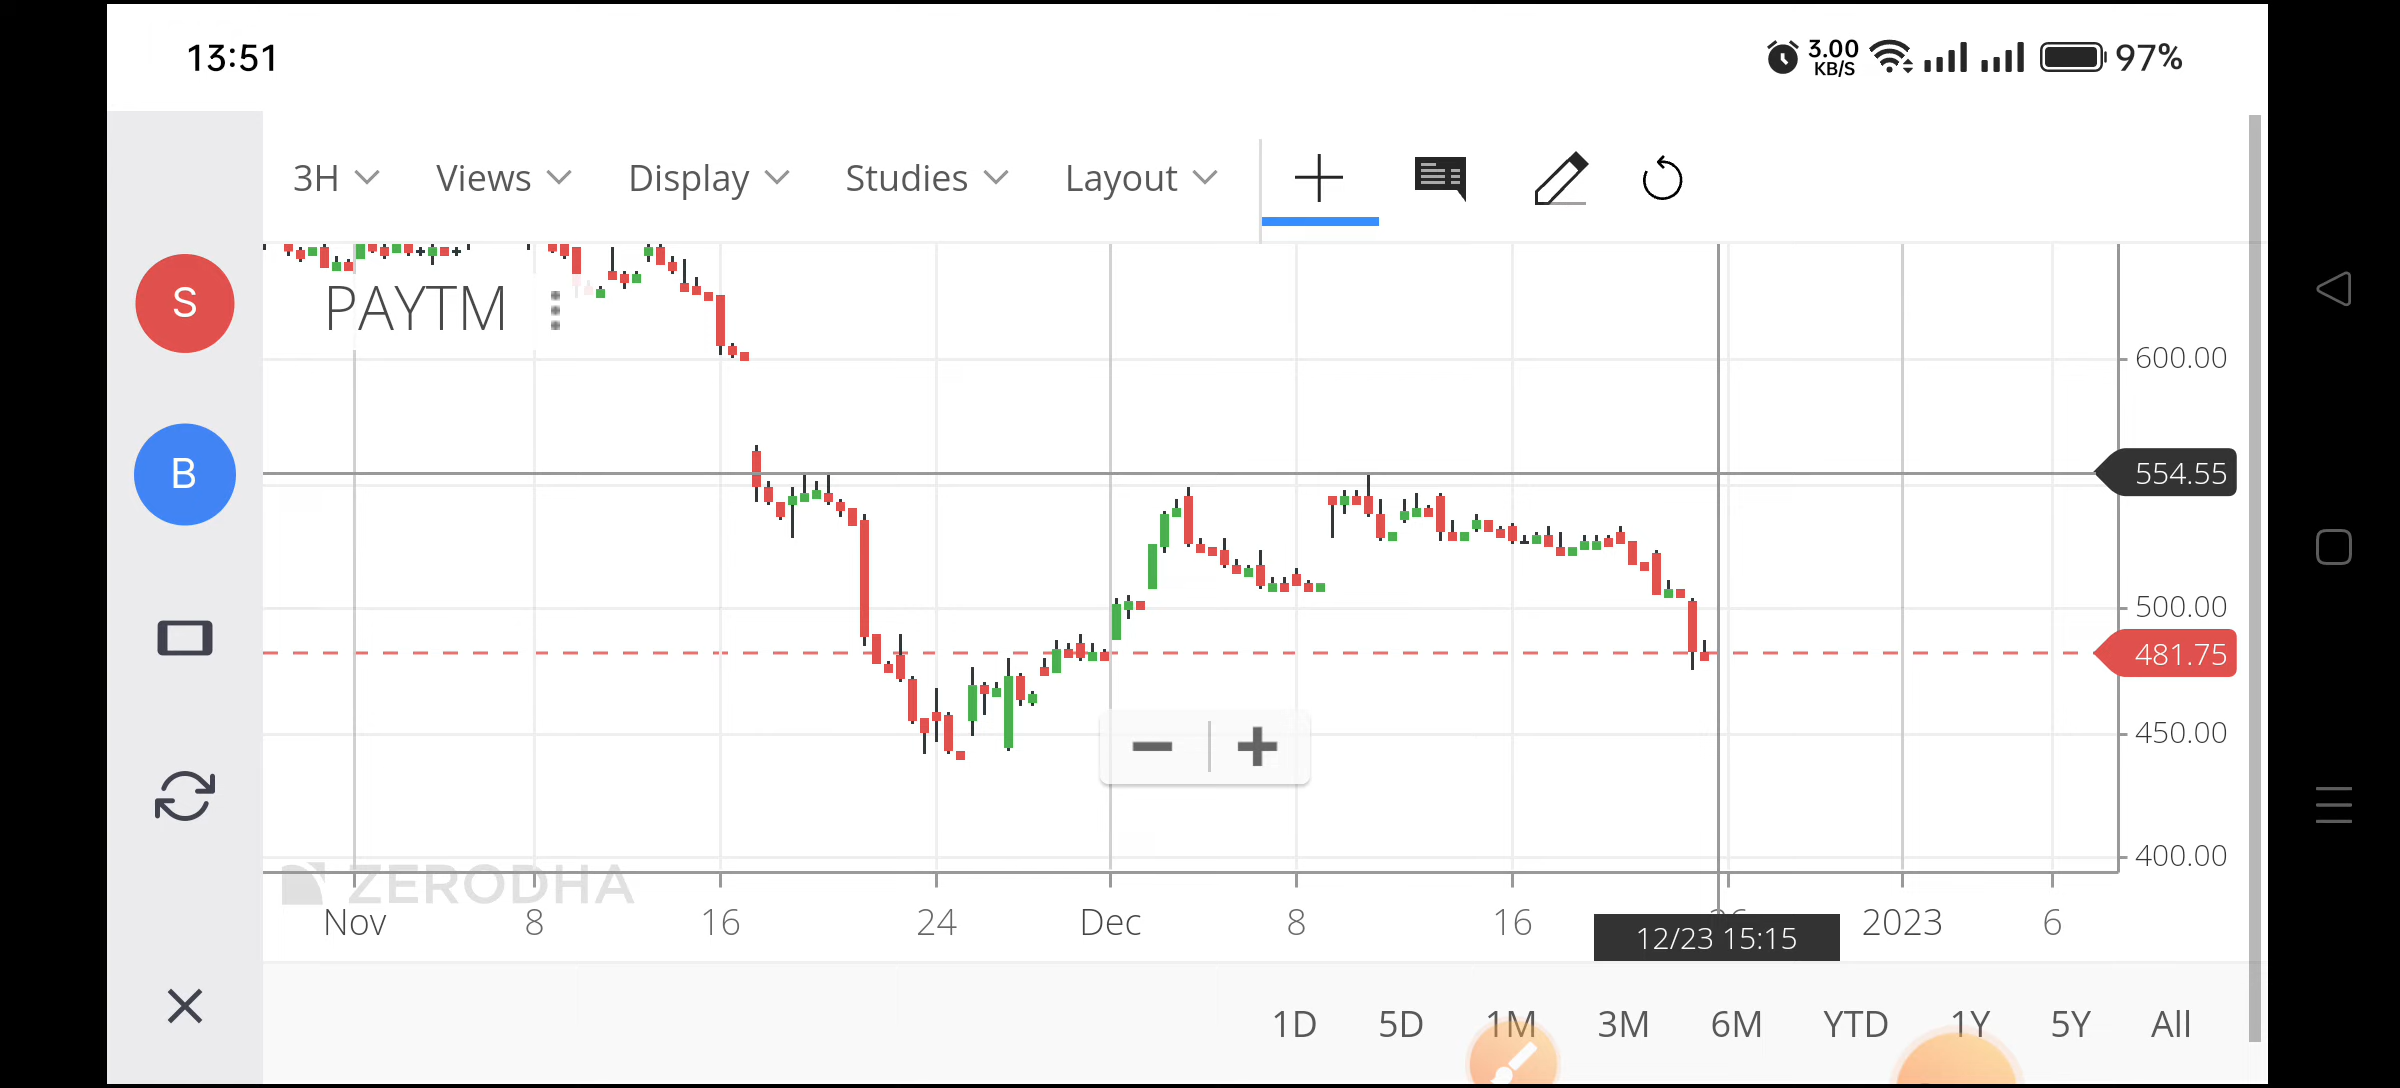 13:51
3.00
KB/S
97%
3H Views Display Studies Layout
S
PAYTM
600.00
B
554.55
500.00
481.75
450.00
400.00
ZERODHA
Nov 8 16 24 Dec 8 16 2023 6
12/23 15:15
1D 5D 1M 3M 6M YTD 1Y 5Y All